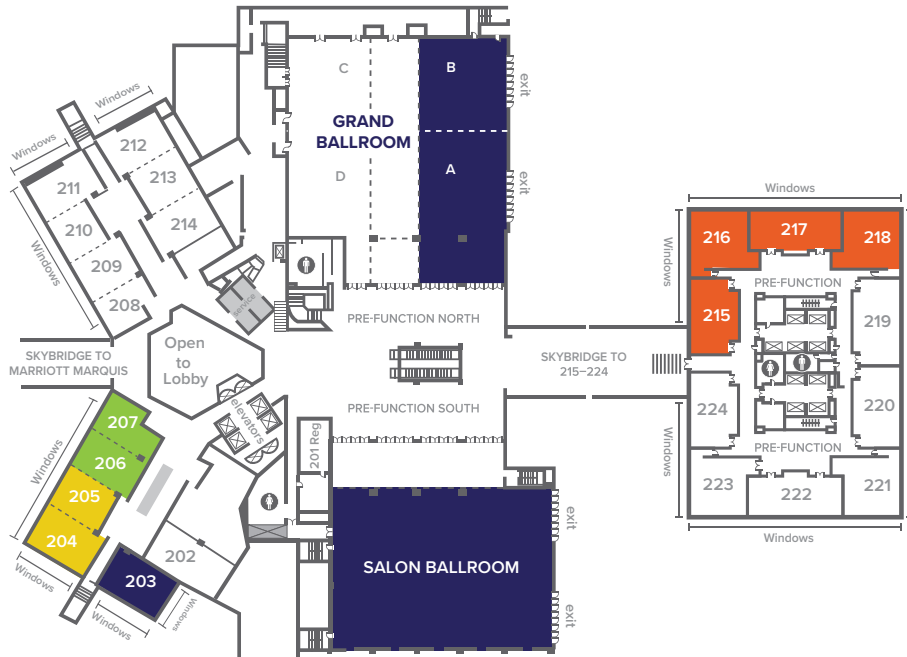 Windows
Windows
Windows
212
211
213
210
214
209
208
service
C
B
GRAND
BALLROOM
D
A
exit
exit
PRE-FUNCTION NORTH
Open
to
Lobby
SKYBRIDGE TO
MARRIOTT MARQUIS
SKYBRIDGE TO
215–224
PRE-FUNCTION SOUTH
elevators
201 Reg
207
206
205
204
203
202
Windows
Windows
Windows
Windows
SALON BALLROOM
exit
exit
Windows
216
217
218
Windows
PRE-FUNCTION
215
219
224
220
PRE-FUNCTION
Windows
223
222
221
Windows